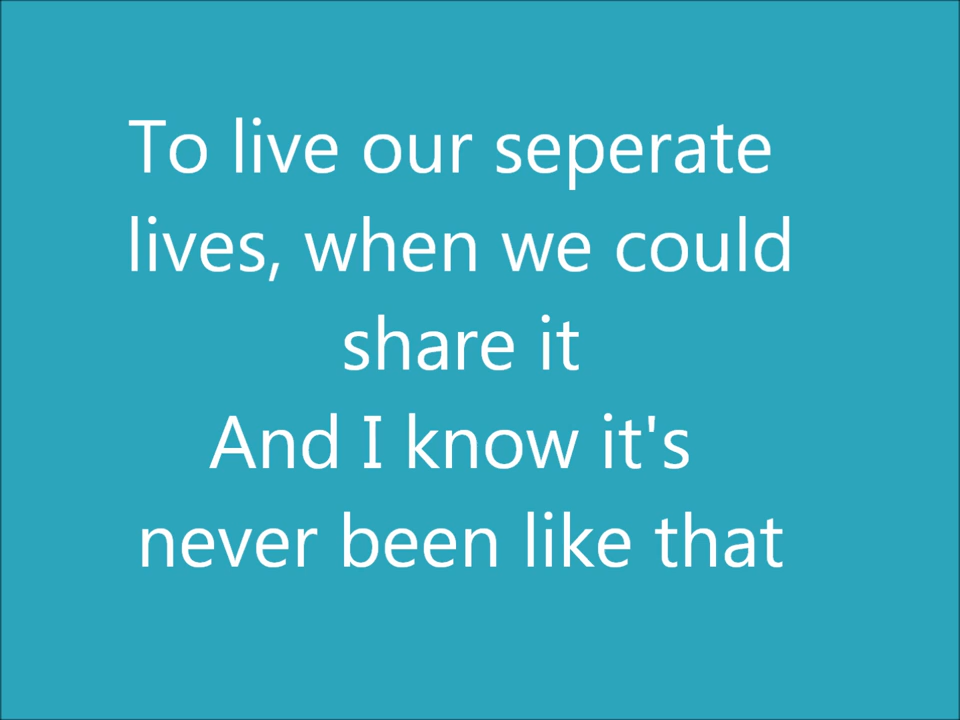 To live our seperate
lives, when we could
share it
And I know it's
never been like that